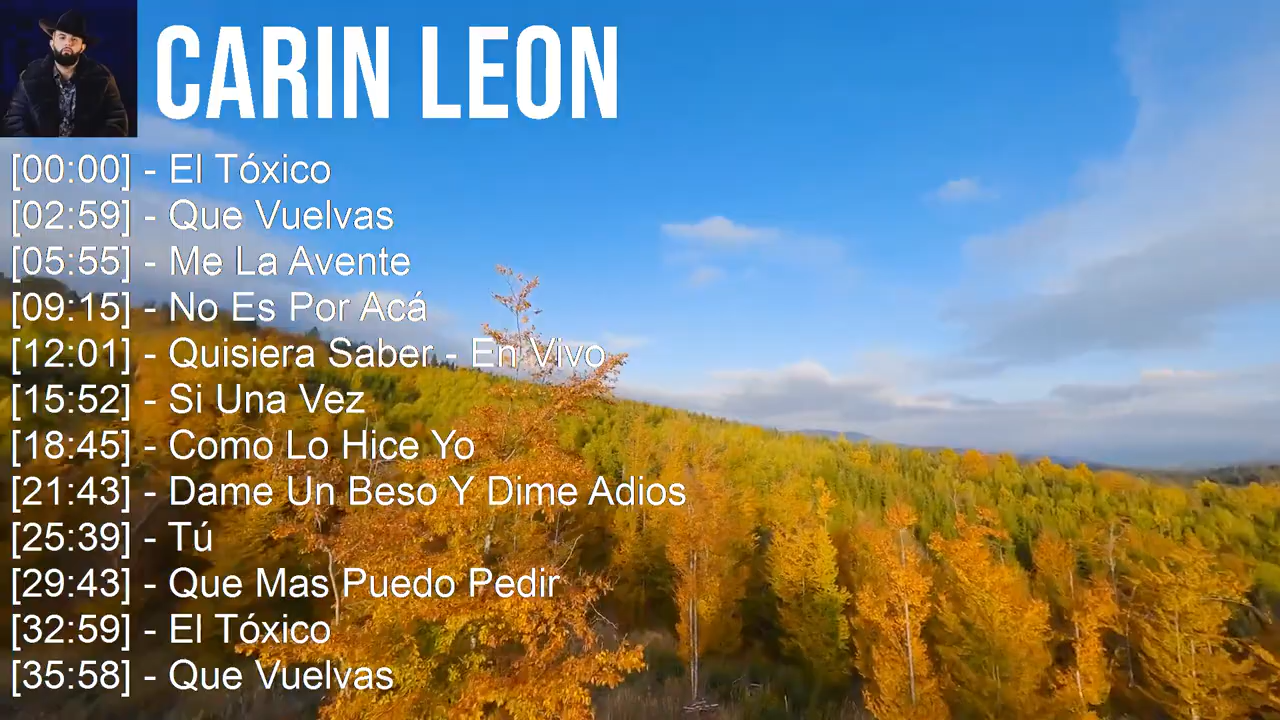 CARIN LEON
[00:00] - El Tóxico
[02:59] - Que Vuelvas
[05:55] - Me La Avente
[09:15] - No Es Por Acá
[12:01] - Quisiera Saber - En Vivo
[15:52] - Si Una Vez
[18:45] - Como Lo Hice Yo
[21:43] - Dame Un Beso Y Dime Adios
[25:39] - Tú
[29:43] - Que Mas Puedo Pedir
[32:59] - El Tóxico
[35:58] - Que Vuelvas